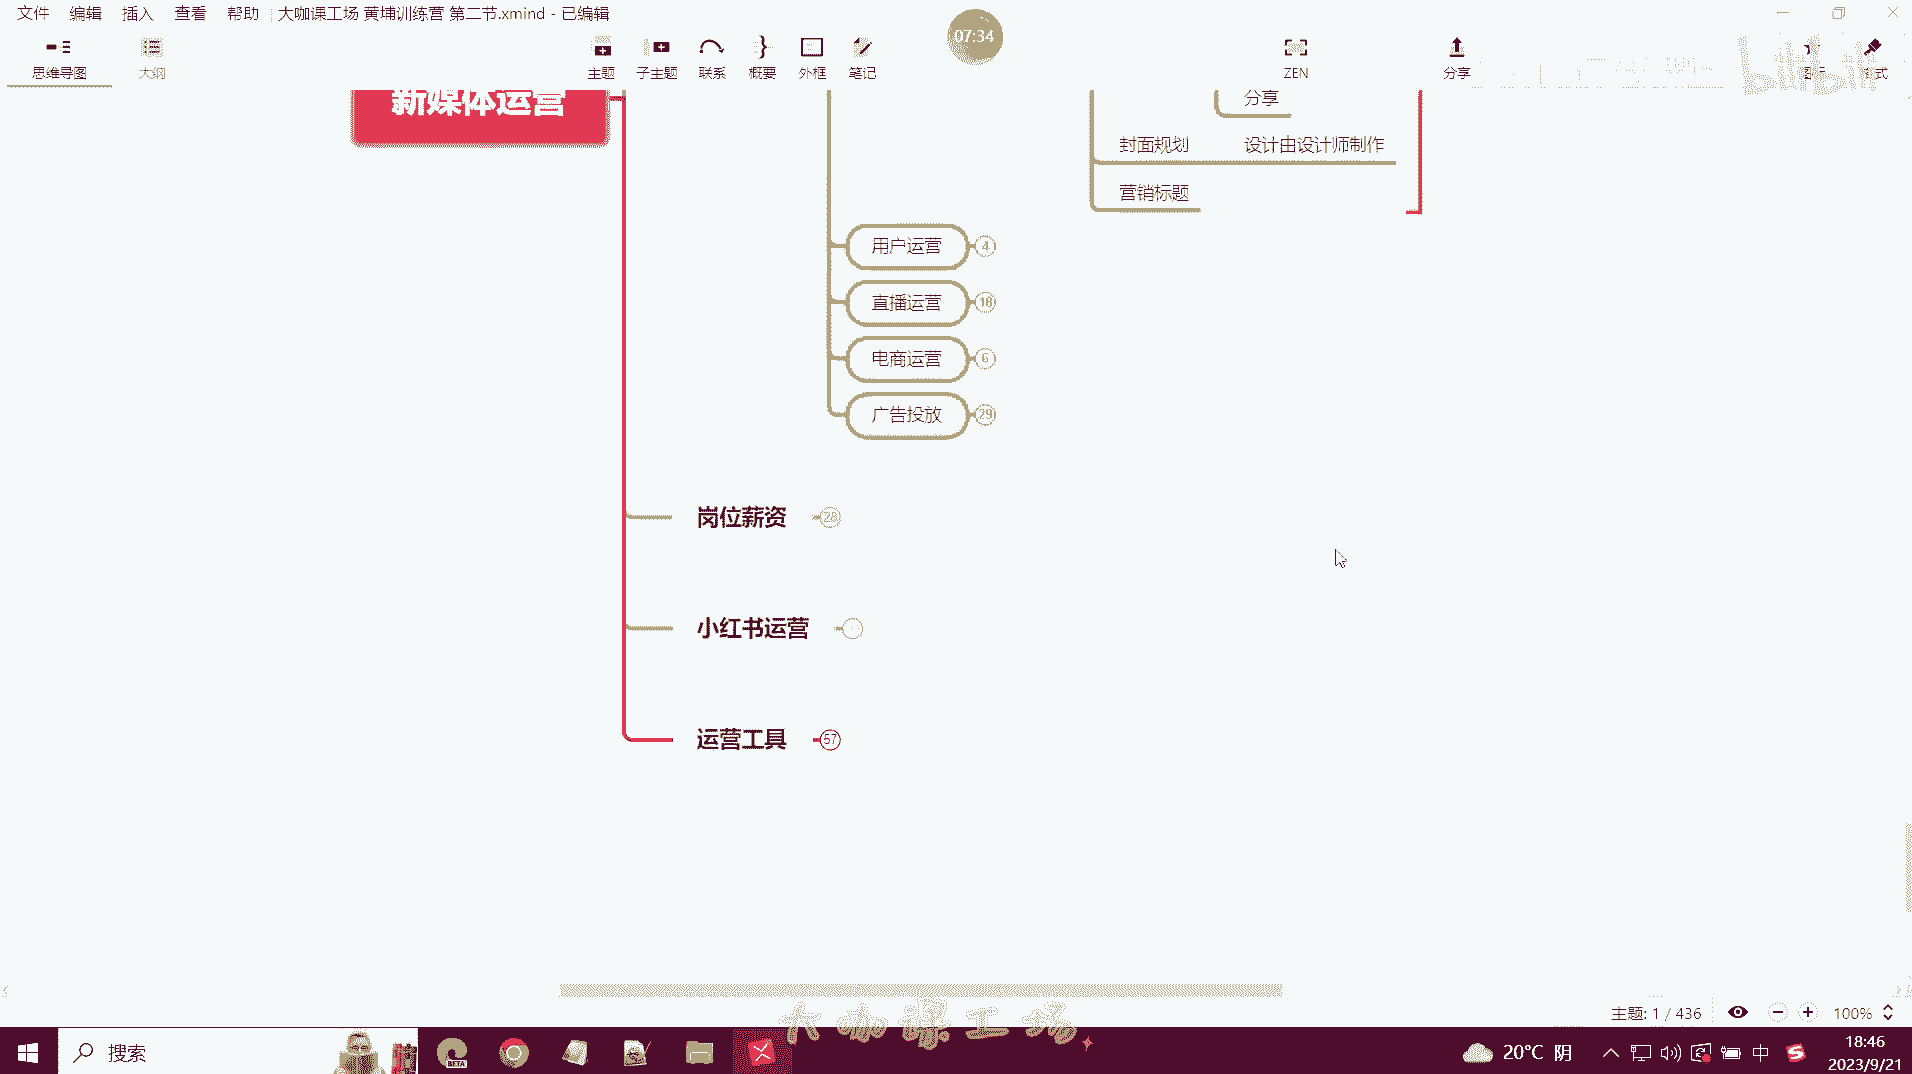 文件 编辑 插入 查看 帮助 大咖课工场 黄埔训练营 第二节.xmind - 已编辑
07:34
思维导图 大纲 主题 子主题 联系 概要 外框 笔记 ZEN 分享
bilibili
新媒体运营
分享
封面规划 设计由设计师制作
营销标题
用户运营 4
直播运营 18
电商运营 6
广告投放 29
岗位薪资 28
小红书运营
运营工具 57
主题: 1 / 436 100%
大咖课工场
搜索
BETA
20°C 阴
中
18:46
2023/9/21